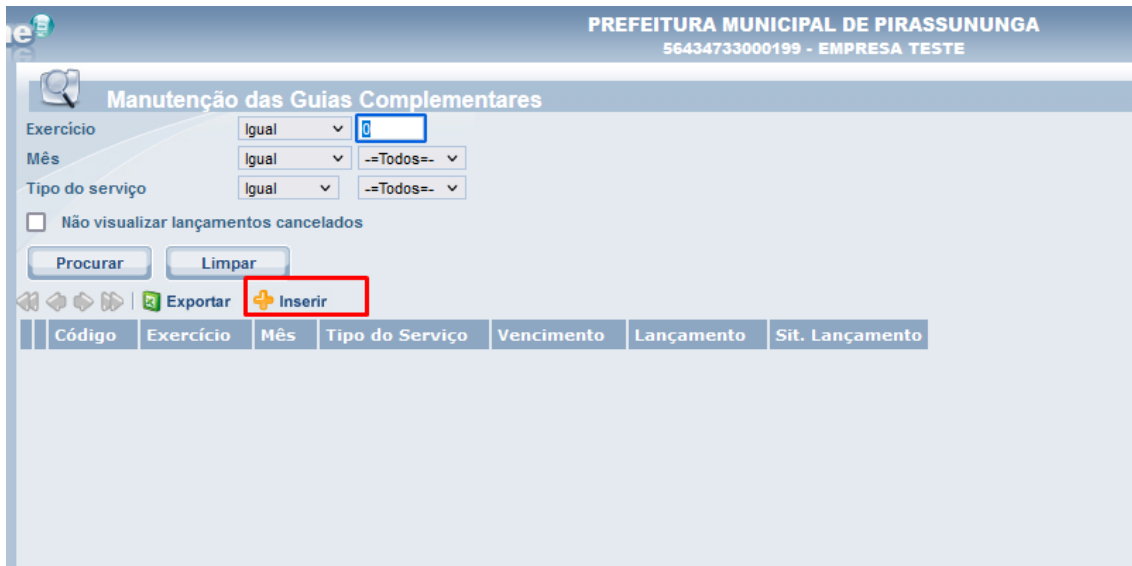 PREFEITURA MUNICIPAL DE PIRASSUNUNGA
56434733000199 - EMPRESA TESTE
Manutenção das Guias Complementares
Exercício Igual 0
Mês Igual -=Todos=-
Tipo do serviço Igual -=Todos=-
Não visualizar lançamentos cancelados
Procurar Limpar
Exportar Inserir
Código Exercício Mês Tipo do Serviço Vencimento Lançamento Sit. Lançamento